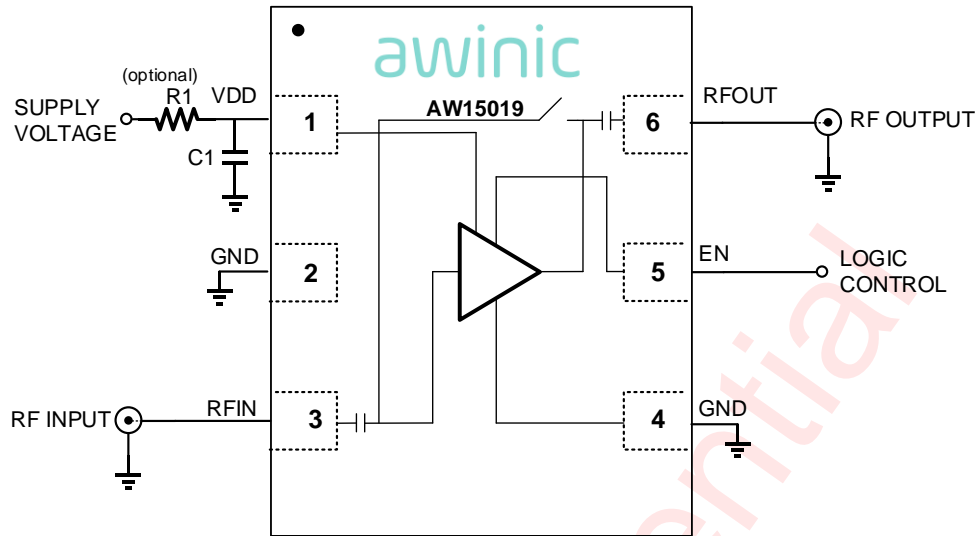 awinic
(optional)
R1
VDD
SUPPLY
VOLTAGE
C1
1
AW15019
6
RFOUT
RF OUTPUT
GND
2
5
EN
LOGIC
CONTROL
RF INPUT
RFIN
3
4
GND